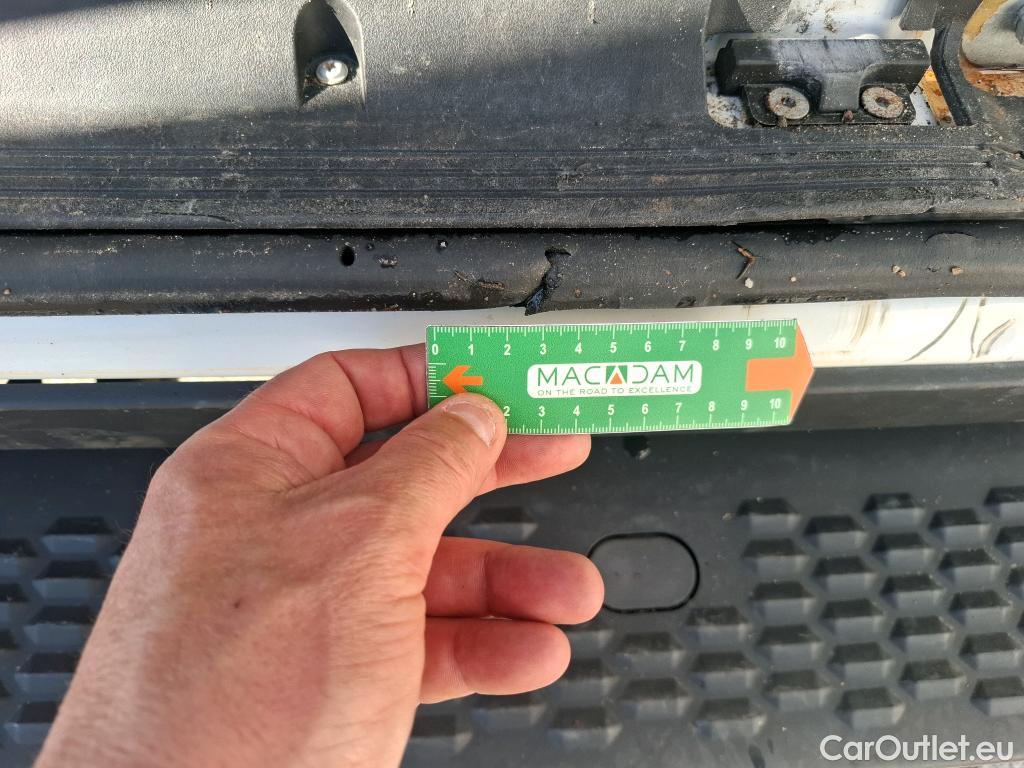 0 1 2 3 4 5 6 7 8 9 10
MACADAM
ON THE ROAD TO EXCELLENCE
2 3 4 5 6 7 8 9 10
CarOutlet.eu